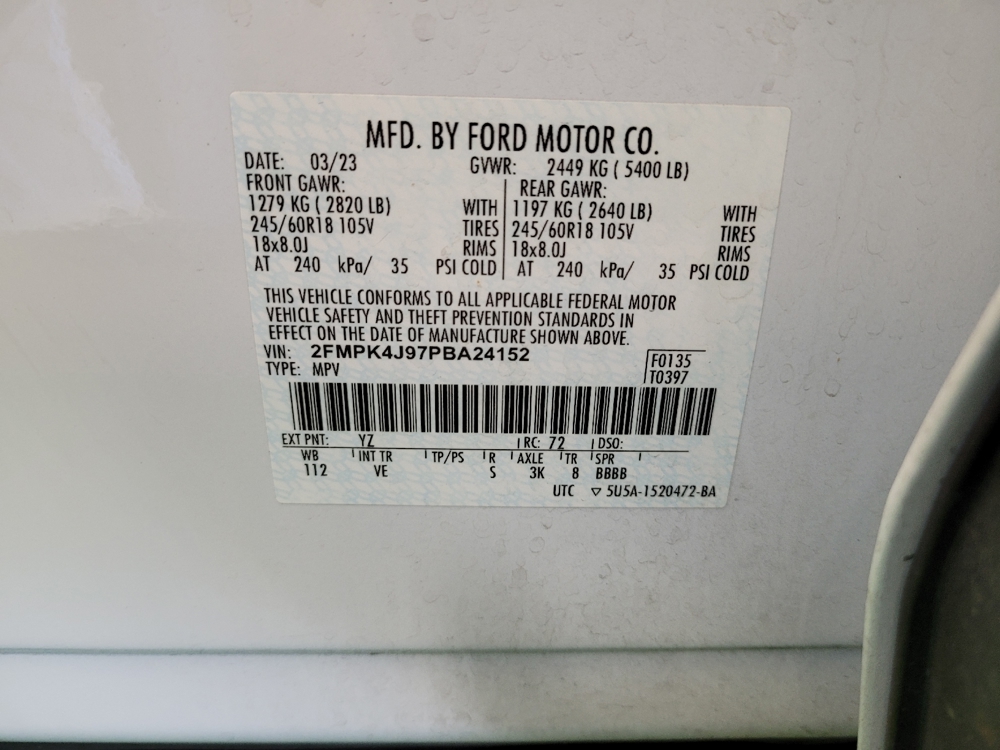 MFD. BY FORD MOTOR CO.
DATE: 03/23 GVWR: 2449 KG ( 5400 LB)
FRONT GAWR: REAR GAWR:
1279 KG ( 2820 LB) WITH 1197 KG ( 2640 LB) WITH
245/60R18 105V TIRES 245/60R18 105V TIRES
18x8.0J RIMS 18x8.0J RIMS
AT 240 kPa/ 35 PSI COLD AT 240 kPa/ 35 PSI COLD
THIS VEHICLE CONFORMS TO ALL APPLICABLE FEDERAL MOTOR
VEHICLE SAFETY AND THEFT PREVENTION STANDARDS IN
EFFECT ON THE DATE OF MANUFACTURE SHOWN ABOVE.
VIN: 2FMPK4J97PBA24152 F0135
TYPE: MPV T0397
EXT PNT: YZ RC: 72 DSO:
WB INT TR TP/PS R AXLE TR SPR
112 VE S 3K 8 BBBB
UTC ▽ 5U5A-1520472-BA